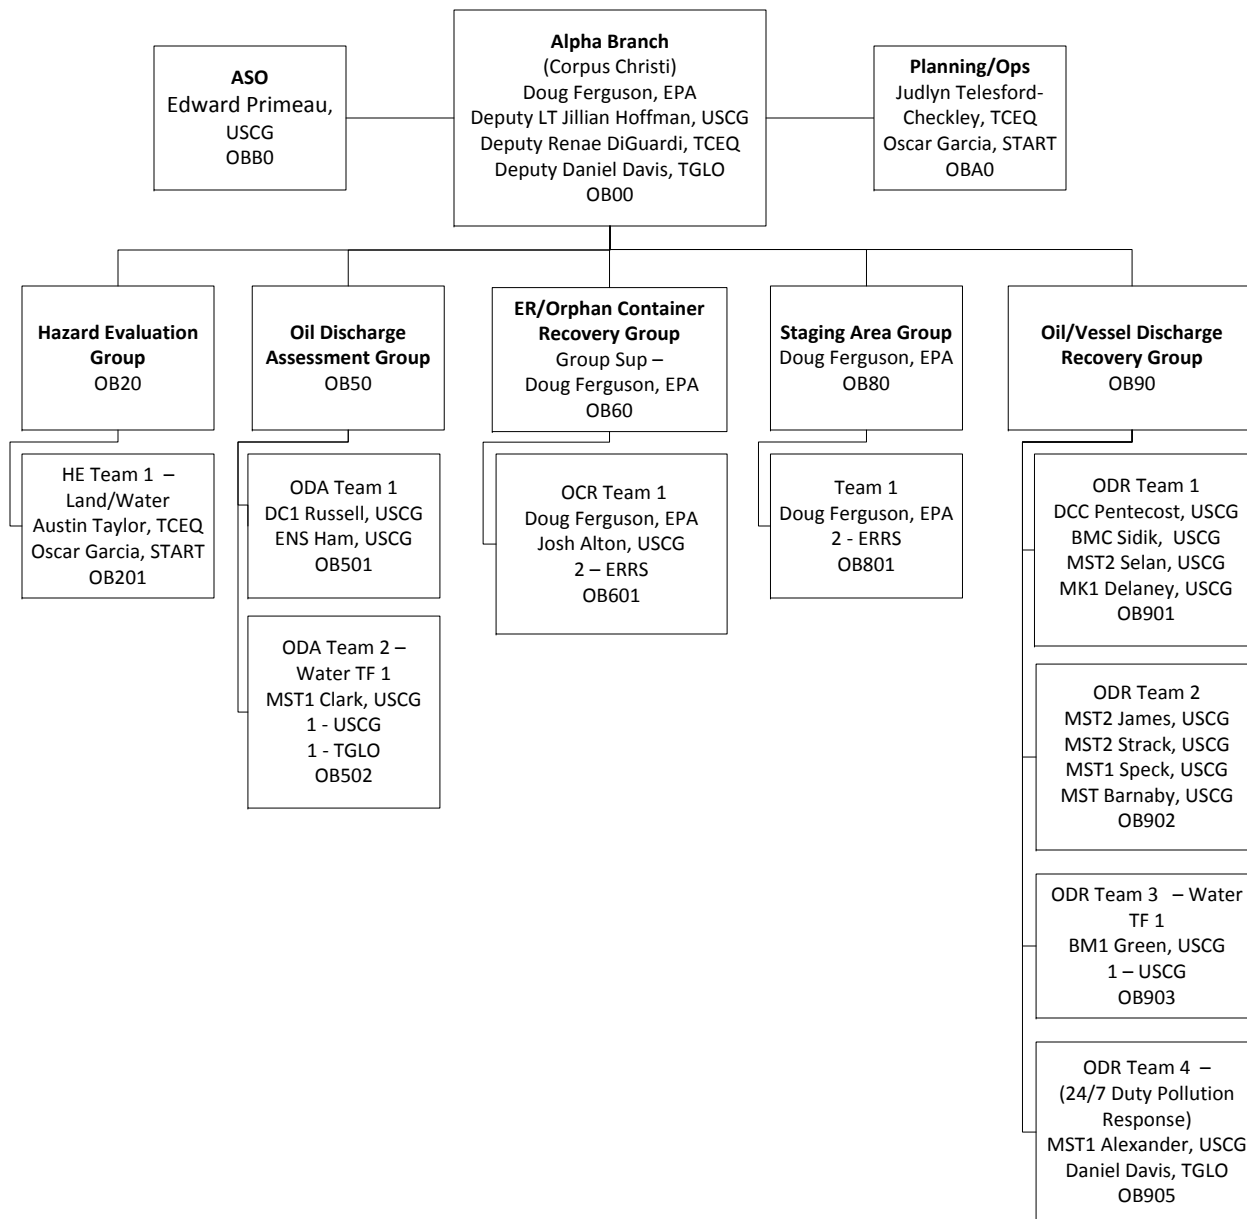 ASO
Edward Primeau,
USCG
OBB0
Alpha Branch
(Corpus Christi)
Doug Ferguson, EPA
Deputy LT Jillian Hoffman, USCG
Deputy Renae DiGuardi, TCEQ
Deputy Daniel Davis, TGLO
OB00
Planning/Ops
Judlyn Telesford-
Checkley, TCEQ
Oscar Garcia, START
OBA0
Hazard Evaluation
Group
OB20
Oil Discharge
Assessment Group
OB50
ER/Orphan Container
Recovery Group
Group Sup –
Doug Ferguson, EPA
OB60
Staging Area Group
Doug Ferguson, EPA
OB80
Oil/Vessel Discharge
Recovery Group
OB90
HE Team 1 –
Land/Water
Austin Taylor, TCEQ
Oscar Garcia, START
OB201
ODA Team 1
DC1 Russell, USCG
ENS Ham, USCG
OB501
ODA Team 2 –
Water TF 1
MST1 Clark, USCG
1 - USCG
1 - TGLO
OB502
OCR Team 1
Doug Ferguson, EPA
Josh Alton, USCG
2 – ERRS
OB601
Team 1
Doug Ferguson, EPA
2 - ERRS
OB801
ODR Team 1
DCC Pentecost, USCG
BMC Sidik, USCG
MST2 Selan, USCG
MK1 Delaney, USCG
OB901
ODR Team 2
MST2 James, USCG
MST2 Strack, USCG
MST1 Speck, USCG
MST Barnaby, USCG
OB902
ODR Team 3 – Water
TF 1
BM1 Green, USCG
1 – USCG
OB903
ODR Team 4 –
(24/7 Duty Pollution
Response)
MST1 Alexander, USCG
Daniel Davis, TGLO
OB905